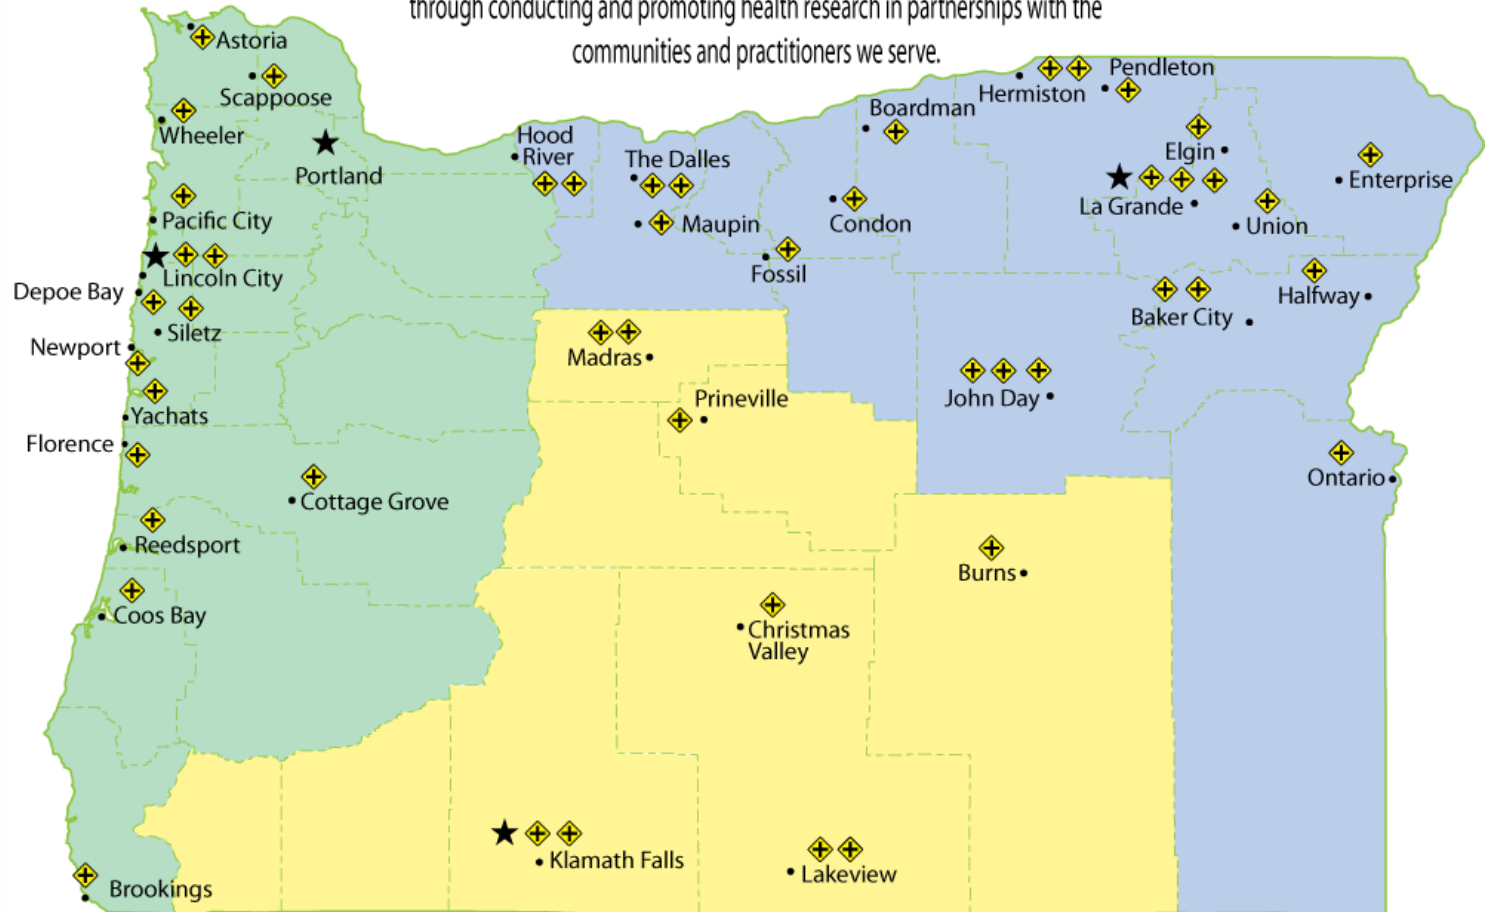 through conducting and promoting health research in partnerships with the
communities and practitioners we serve.
Astoria
Scappoose
Wheeler
Portland
Pacific City
Lincoln City
Depoe Bay
Siletz
Newport
Yachats
Florence
Cottage Grove
Reedsport
Coos Bay
Brookings
Hood
River
The Dalles
Maupin
Fossil
Condon
Boardman
Hermiston
Pendleton
Elgin
La Grande
Enterprise
Union
Halfway
Baker City
John Day
Ontario
Madras
Prineville
Burns
Christmas
Valley
Klamath Falls
Lakeview